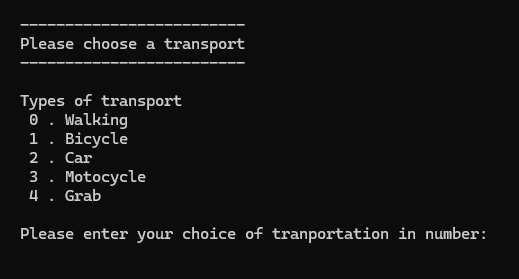 -------------------------
Please choose a transport
-------------------------
Types of transport
0 . Walking
1 . Bicycle
2 . Car
3 . Motocycle
4 . Grab
Please enter your choice of tranportation in number: